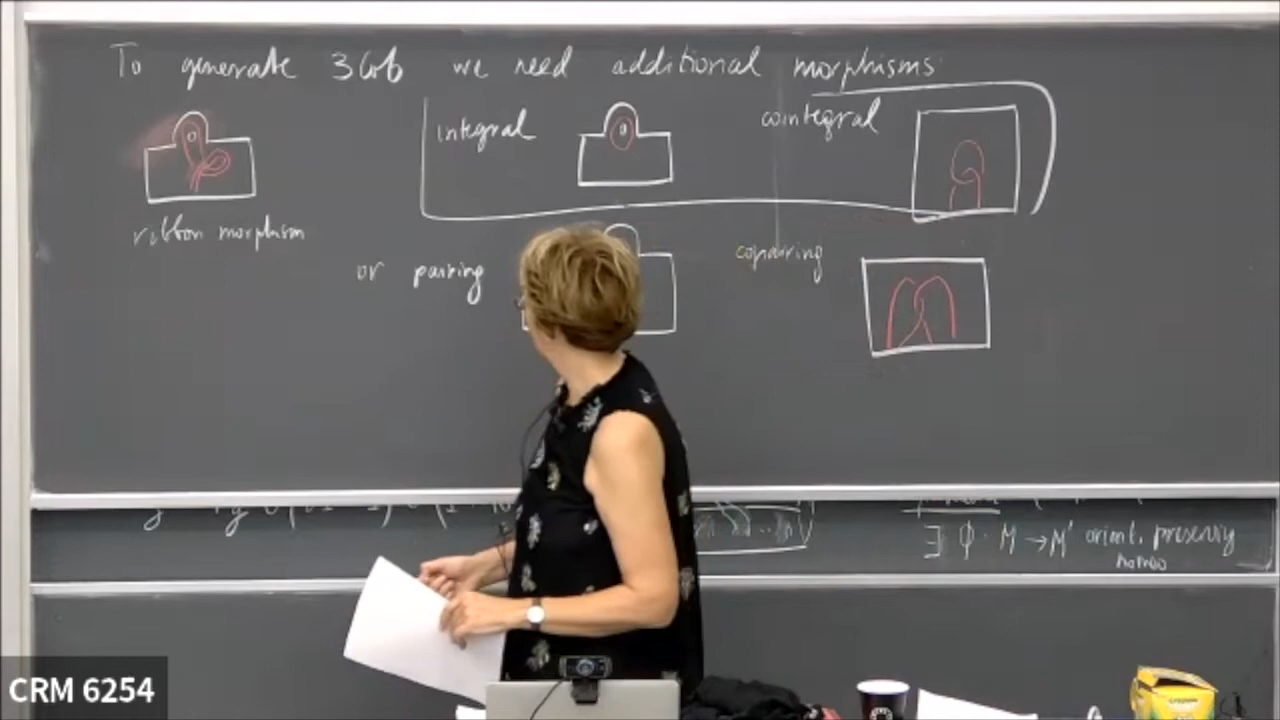 To generate 3Cob we need additional morphisms
integral
cointegral
ribbon morphism
or pairing
copairing
∃ φ : M → M' orient. preserving
homeo
CRM 6254